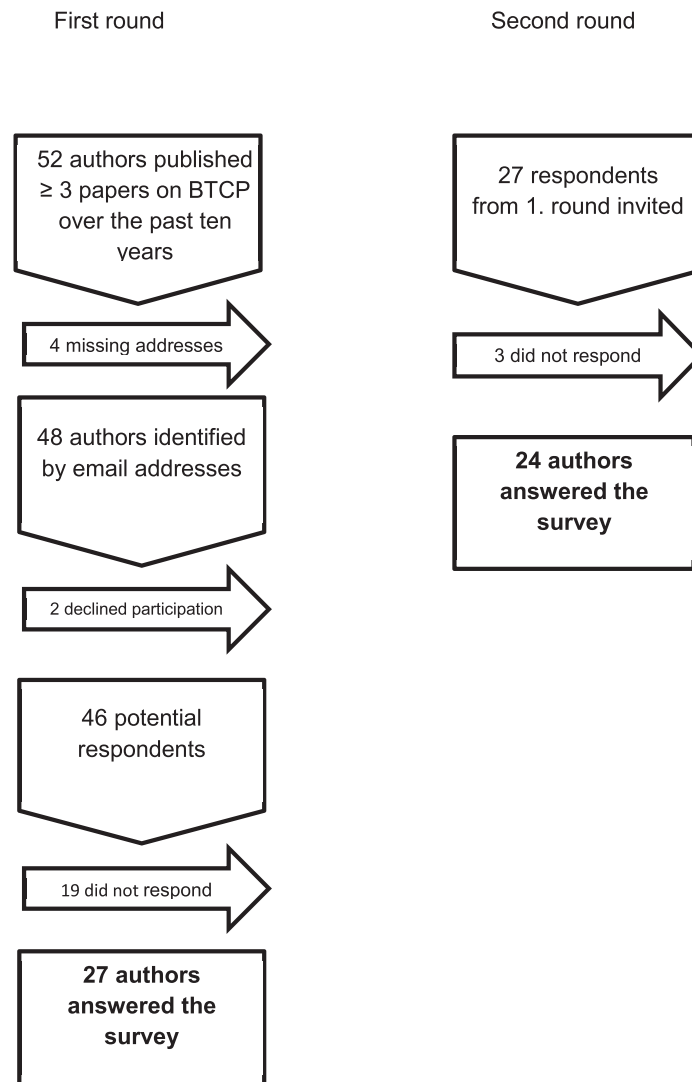 First round
52 authors published
≥ 3 papers on BTCP
over the past ten
years
4 missing addresses
48 authors identified
by email addresses
2 declined participation
46 potential
respondents
19 did not respond
27 authors
answered the
survey
Second round
27 respondents
from 1. round invited
3 did not respond
24 authors
answered the
survey